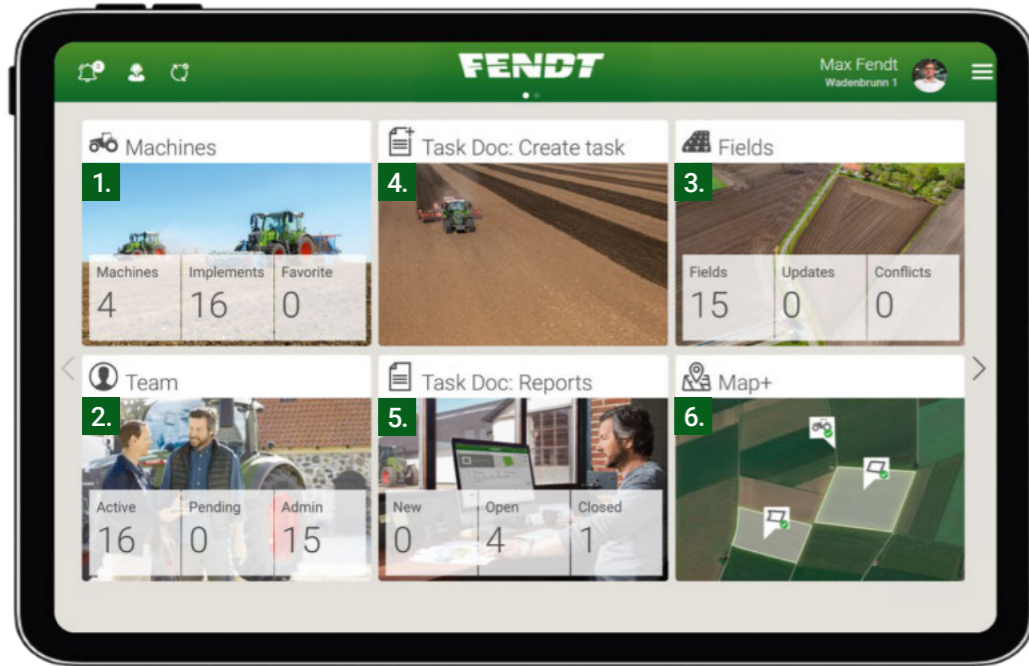 FENDT
Max Fendt
Wadenbrunn 1
Machines
1.
Machines Implements Favorite
4 16 0
Task Doc: Create task
4.
Fields
3.
Fields Updates Conflicts
15 0 0
Team
2.
Active Pending Admin
16 0 15
Task Doc: Reports
5.
New Open Closed
0 4 1
Map+
6.